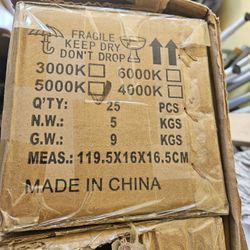 FRAGILE
KEEP DRY
DON'T DROP
3000K 6000K
5000K 4000K
Q'TY: 25 PCS
N.W.: 5 KGS
G.W.: 9 KGS
MEAS.: 119.5X16X16.5CM
MADE IN CHINA